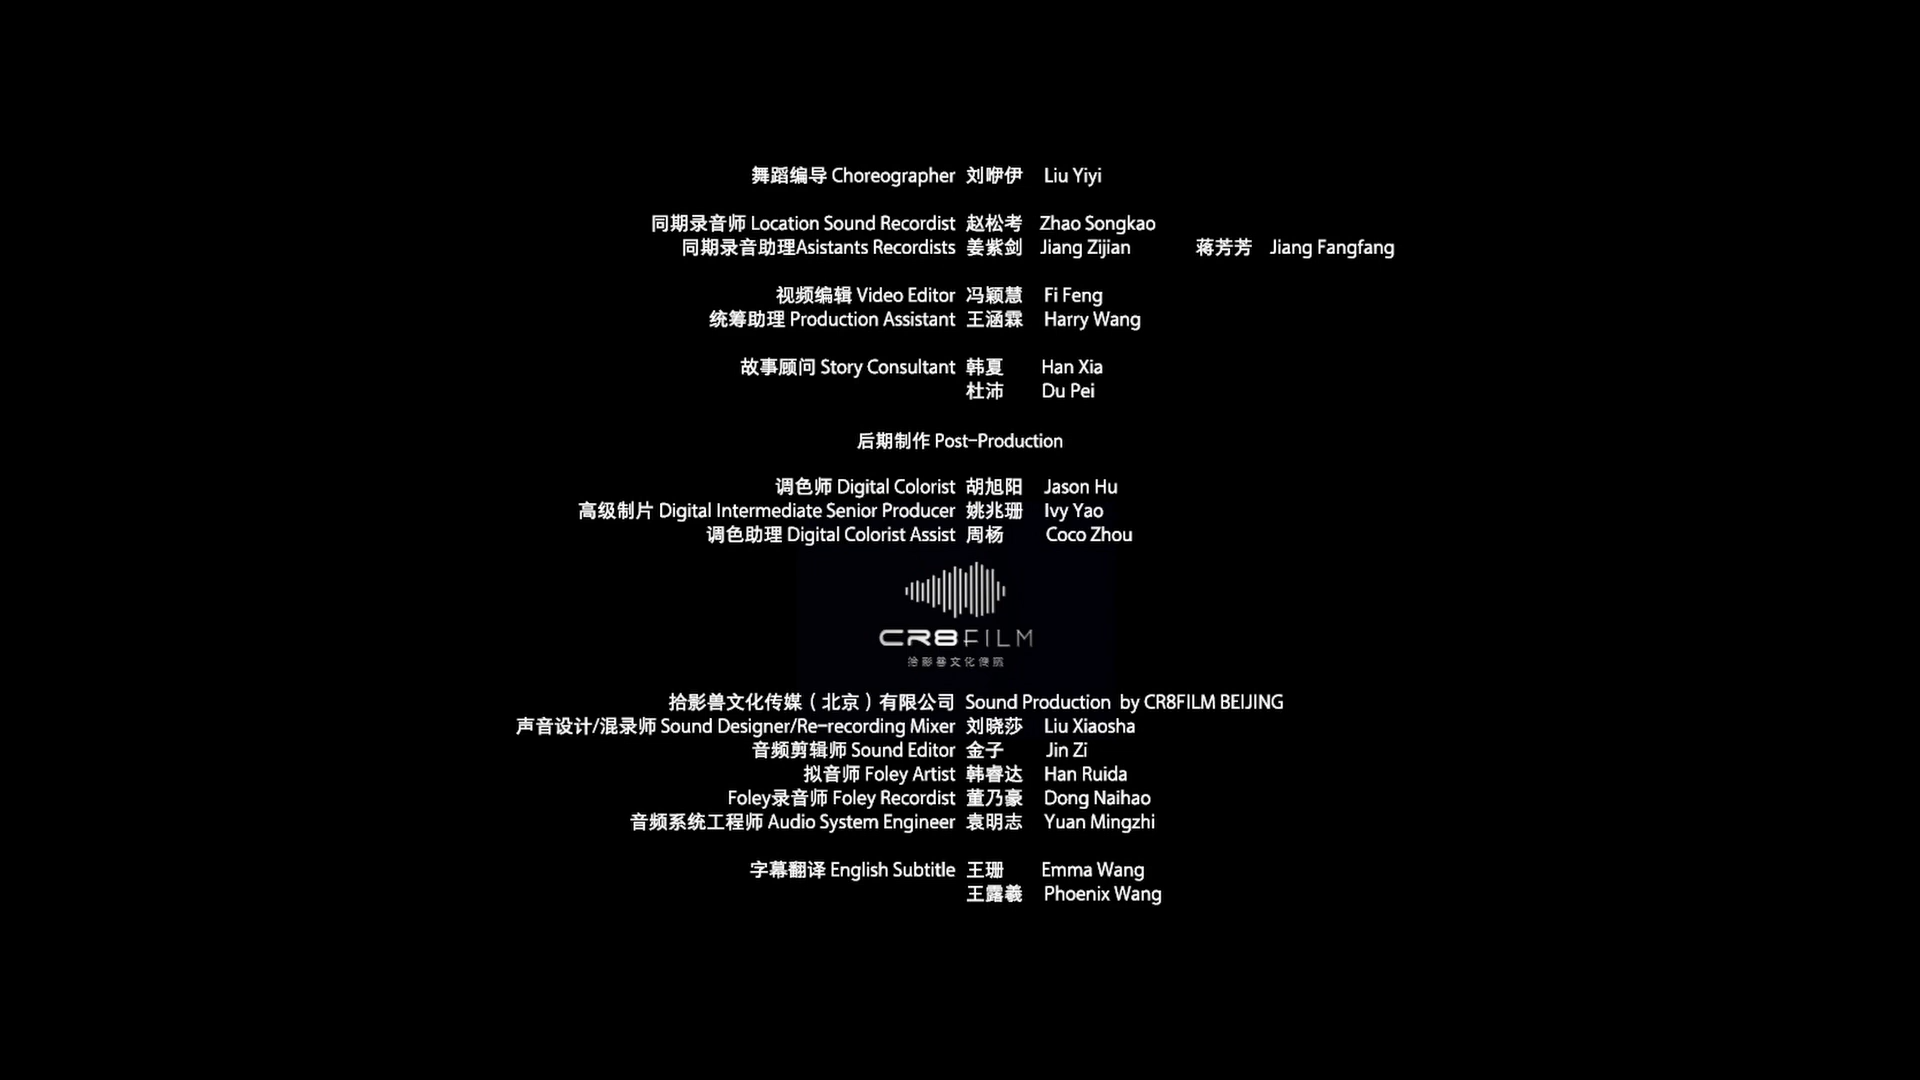 舞蹈编导 Choreographer 刘咿伊 Liu Yiyi
同期录音师 Location Sound Recordist 赵松考 Zhao Songkao
同期录音助理Asistants Recordists 姜紫剑 Jiang Zijian 蒋芳芳 Jiang Fangfang
视频编辑 Video Editor 冯颖慧 Fi Feng
统筹助理 Production Assistant 王涵霖 Harry Wang
故事顾问 Story Consultant 韩夏 Han Xia
杜沛 Du Pei
后期制作 Post-Production
调色师 Digital Colorist 胡旭阳 Jason Hu
高级制片 Digital Intermediate Senior Producer 姚兆珊 Ivy Yao
调色助理 Digital Colorist Assist 周杨 Coco Zhou
CR8FILM
拾影兽文化传媒
拾影兽文化传媒（北京）有限公司 Sound Production by CR8FILM BEIJING
声音设计/混录师 Sound Designer/Re-recording Mixer 刘晓莎 Liu Xiaosha
音频剪辑师 Sound Editor 金子 Jin Zi
拟音师 Foley Artist 韩睿达 Han Ruida
Foley录音师 Foley Recordist 董乃豪 Dong Naihao
音频系统工程师 Audio System Engineer 袁明志 Yuan Mingzhi
字幕翻译 English Subtitle 王珊 Emma Wang
王露羲 Phoenix Wang